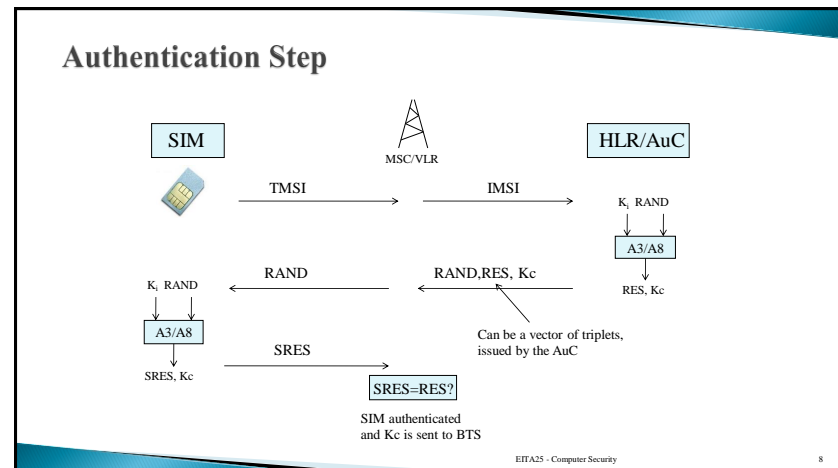 Authentication Step
SIM
MSC/VLR
HLR/AuC
TMSI
IMSI
Kᵢ RAND
A3/A8
RES, Kc
RAND
RAND,RES, Kc
Kᵢ RAND
A3/A8
SRES, Kc
Can be a vector of triplets,
issued by the AuC
SRES
SRES=RES?
SIM authenticated
and Kc is sent to BTS
EITA25 - Computer Security
8